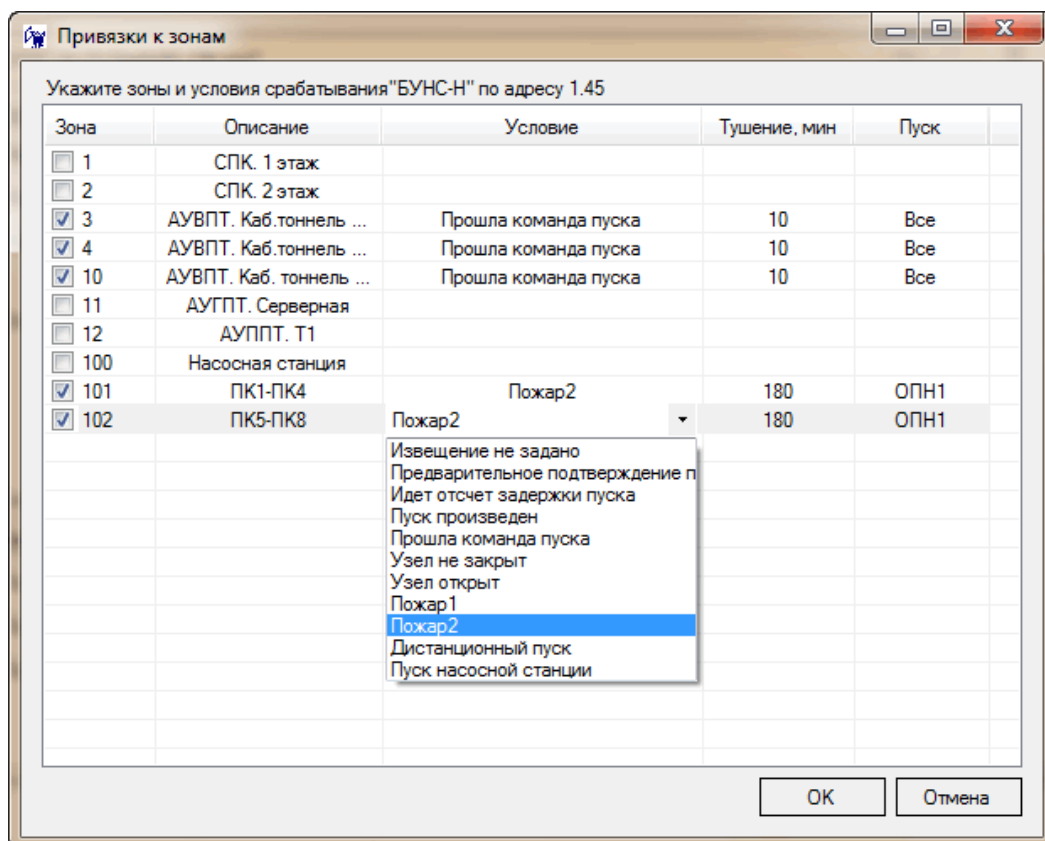 Привязки к зонам
Укажите зоны и условия срабатывания"БУНС-Н" по адресу 1.45
Зона Описание Условие Тушение, мин Пуск
1 СПК. 1 этаж
2 СПК. 2 этаж
3 АУВПТ. Каб.тоннель ... Прошла команда пуска 10 Все
4 АУВПТ. Каб.тоннель ... Прошла команда пуска 10 Все
10 АУВПТ. Каб. тоннель ... Прошла команда пуска 10 Все
11 АУГПТ. Серверная
12 АУППТ. Т1
100 Насосная станция
101 ПК1-ПК4 Пожар2 180 ОПН1
102 ПК5-ПК8 Пожар2 180 ОПН1
Извещение не задано
Предварительное подтверждение п
Идет отсчет задержки пуска
Пуск произведен
Прошла команда пуска
Узел не закрыт
Узел открыт
Пожар1
Пожар2
Дистанционный пуск
Пуск насосной станции
OK Отмена